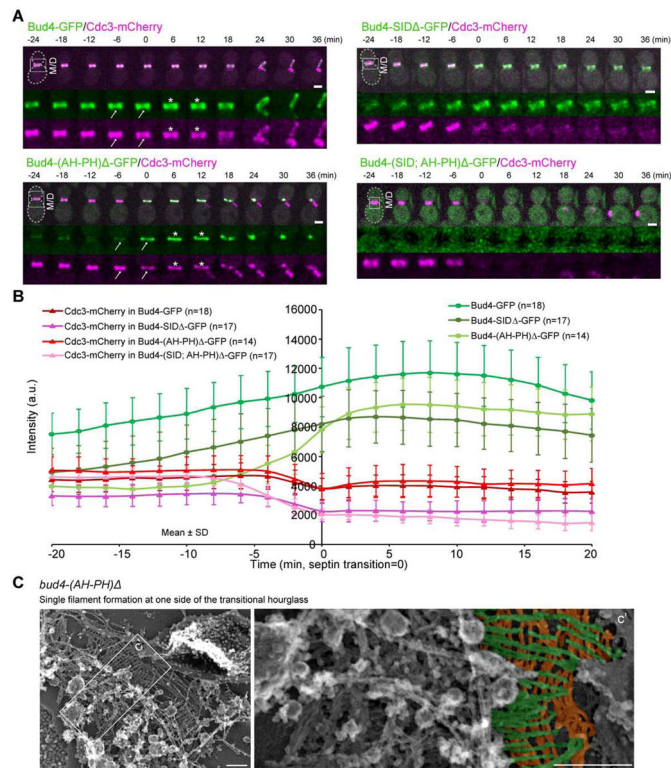 A
Bud4-GFP/Cdc3-mCherry
-24 -18 -12 -6 0 6 12 18 24 30 36 (min)
M/D
* *
* *
Bud4-SIDΔ-GFP/Cdc3-mCherry
-24 -18 -12 -6 0 6 12 18 24 30 36 (min)
M/D
Bud4-(AH-PH)Δ-GFP/Cdc3-mCherry
-24 -18 -12 -6 0 6 12 18 24 30 36 (min)
M/D
* *
* *
Bud4-(SID; AH-PH)Δ-GFP/Cdc3-mCherry
-24 -18 -12 -6 0 6 12 18 24 30 36 (min)
M/D
B
Cdc3-mCherry in Bud4-GFP (n=18)
Cdc3-mCherry in Bud4-SIDΔ-GFP (n=17)
Cdc3-mCherry in Bud4-(AH-PH)Δ-GFP (n=14)
Cdc3-mCherry in Bud4-(SID; AH-PH)Δ-GFP (n=17)
Bud4-GFP (n=18)
Bud4-SIDΔ-GFP (n=17)
Bud4-(AH-PH)Δ-GFP (n=14)
Intensity (a.u.)
16000
14000
12000
10000
8000
6000
4000
2000
0
Mean ± SD
-20 -15 -10 -5 0 5 10 15 20
Time (min, septin transition=0)
C bud4-(AH-PH)Δ
Single filament formation at one side of the transitional hourglass
C'
C'